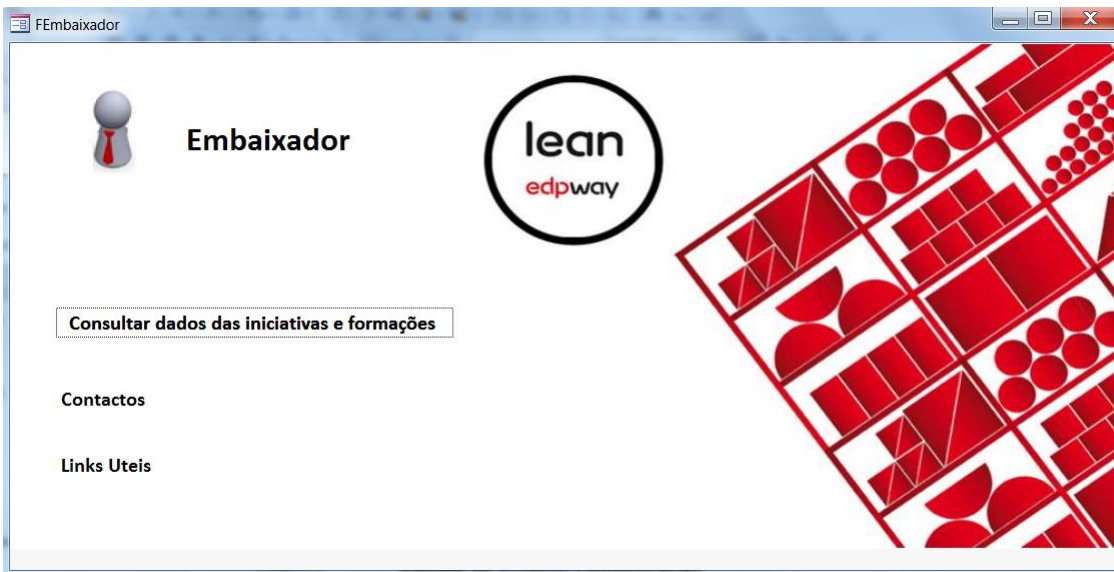 FEmbaixador
Embaixador
lean
edpway
Consultar dados das iniciativas e formações
Contactos
Links Uteis